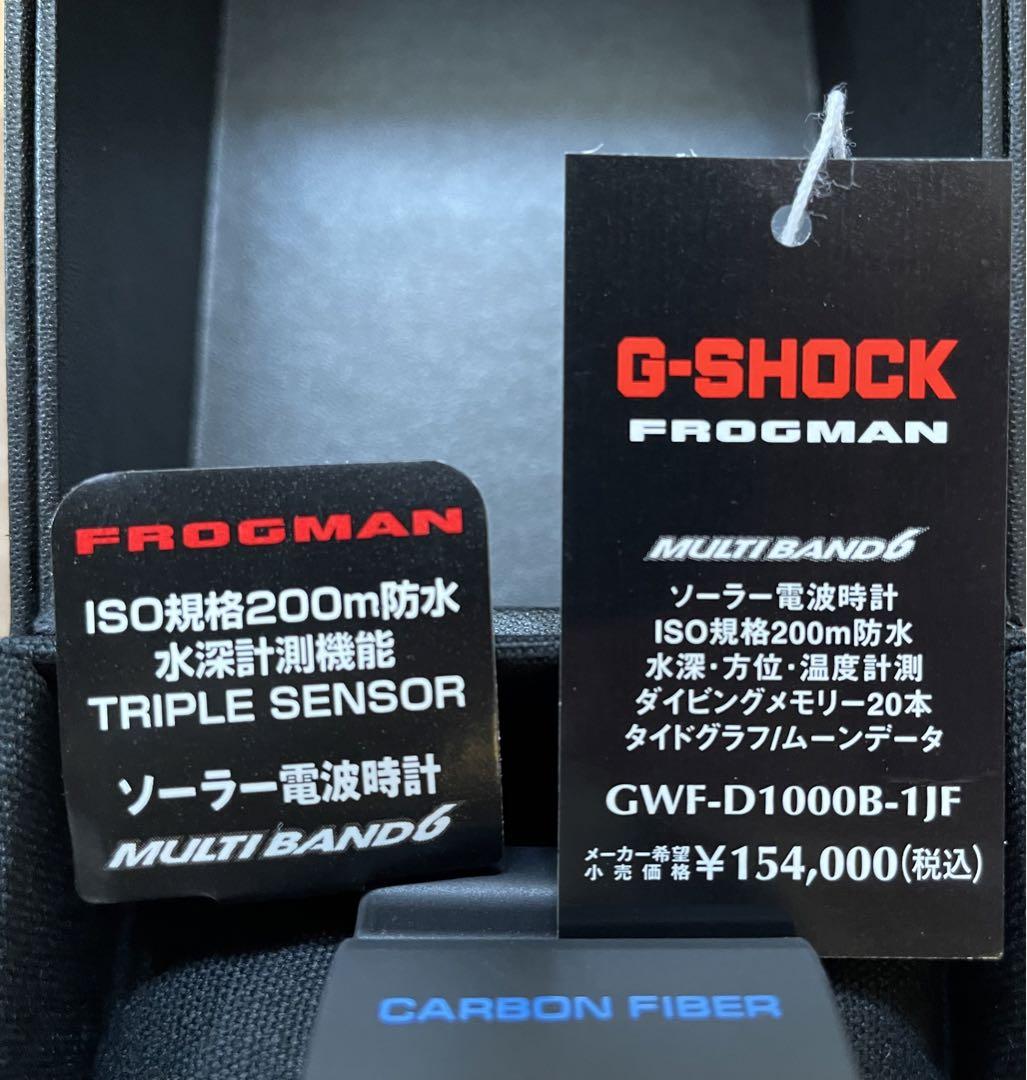 FROGMAN
ISO規格200m防水
水深計測機能
TRIPLE SENSOR
ソーラー電波時計
MULTI BAND 6
G-SHOCK
FROGMAN
MULTI BAND 6
ソーラー電波時計
ISO規格200m防水
水深・方位・温度計測
ダイビングメモリー20本
タイドグラフ/ムーンデータ
GWF-D1000B-1JF
メーカー希望小売価格 ¥154,000(税込)
CARBON FIBER